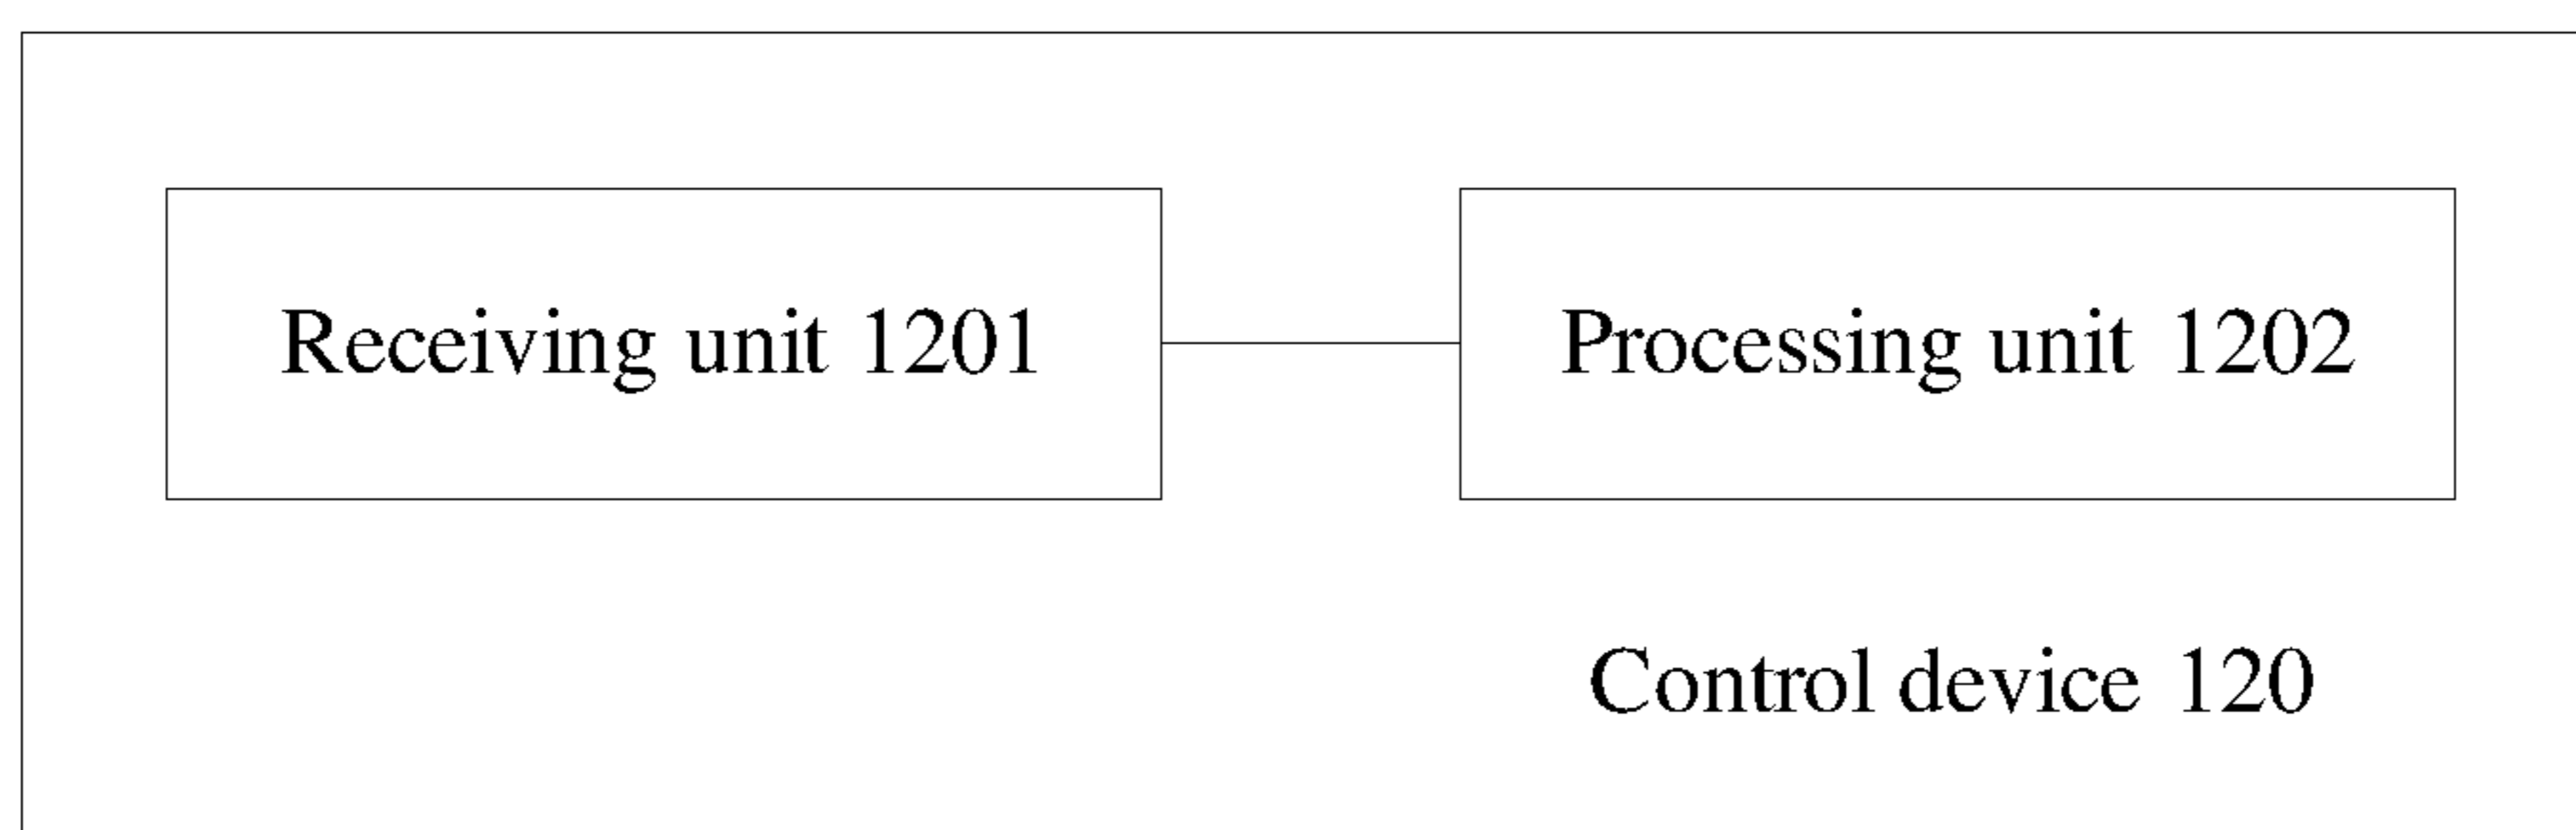 Receiving unit 1201
Processing unit 1202
Control device 120